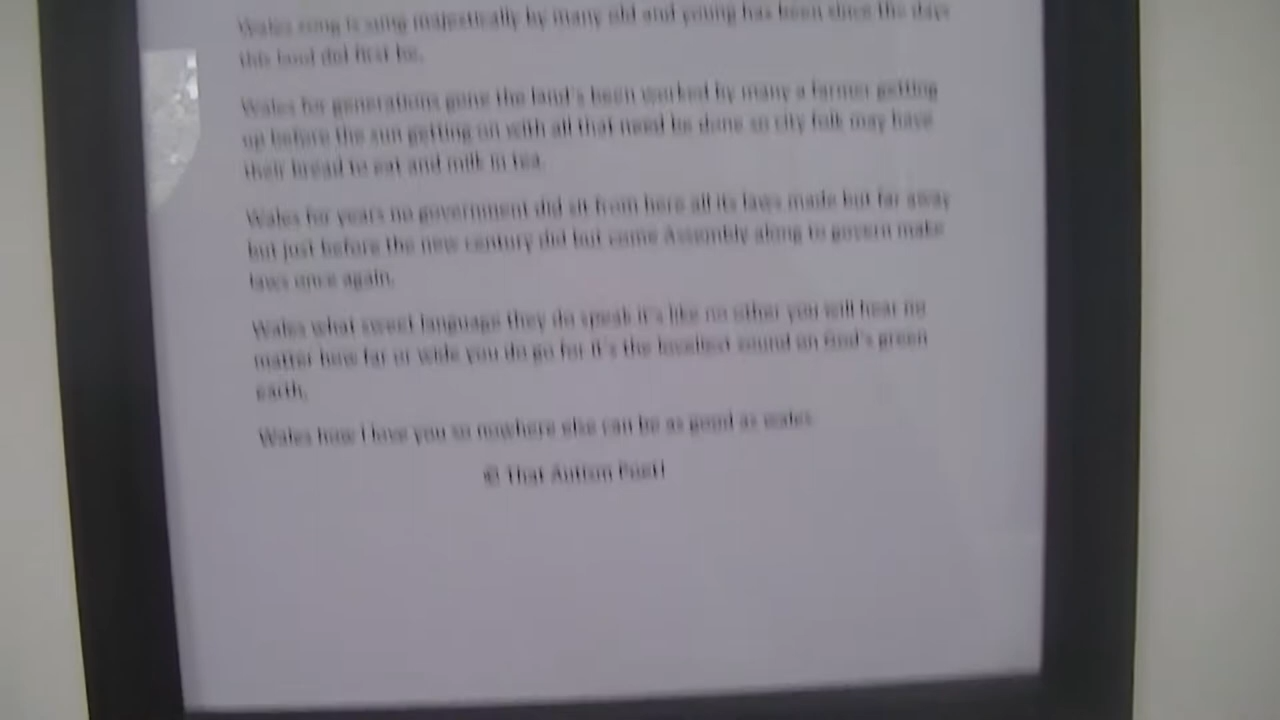 Wales song is sung majestically by many old and young has been since the days
this land did first be.
Wales for generations gone the land's been worked by many a farmer getting
up before the sun getting on with all that need be done so city folk may have
their bread to eat and milk in tea.
Wales for years no government did sit from here all its laws made but far away
but just before the new century did but come Assembly along to govern make
laws once again.
Wales what sweet language they do speak it's like no other you will hear no
matter how far or wide you do go for it's the loveliest sound on God's green
earth.
Wales how I love you so nowhere else can be as good as wales
© That Autism Poet!